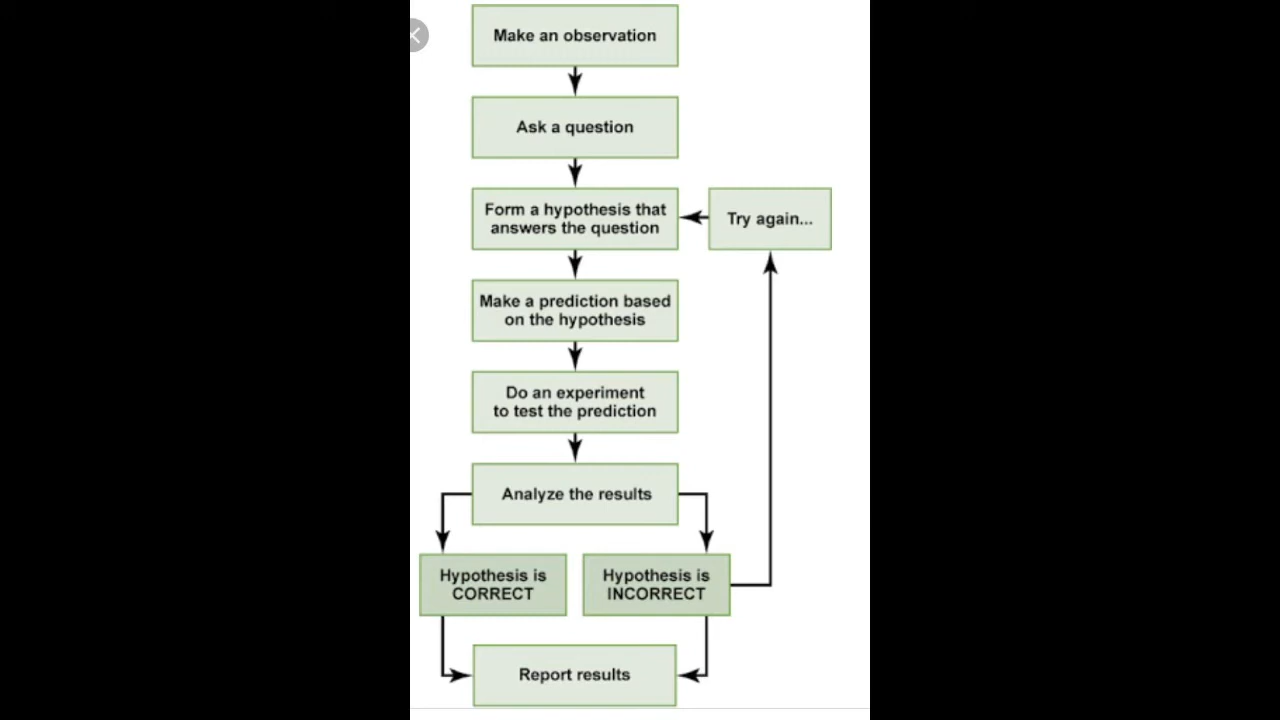 Make an observation
Ask a question
Form a hypothesis that
answers the question
Try again...
Make a prediction based
on the hypothesis
Do an experiment
to test the prediction
Analyze the results
Hypothesis is
CORRECT
Hypothesis is
INCORRECT
Report results